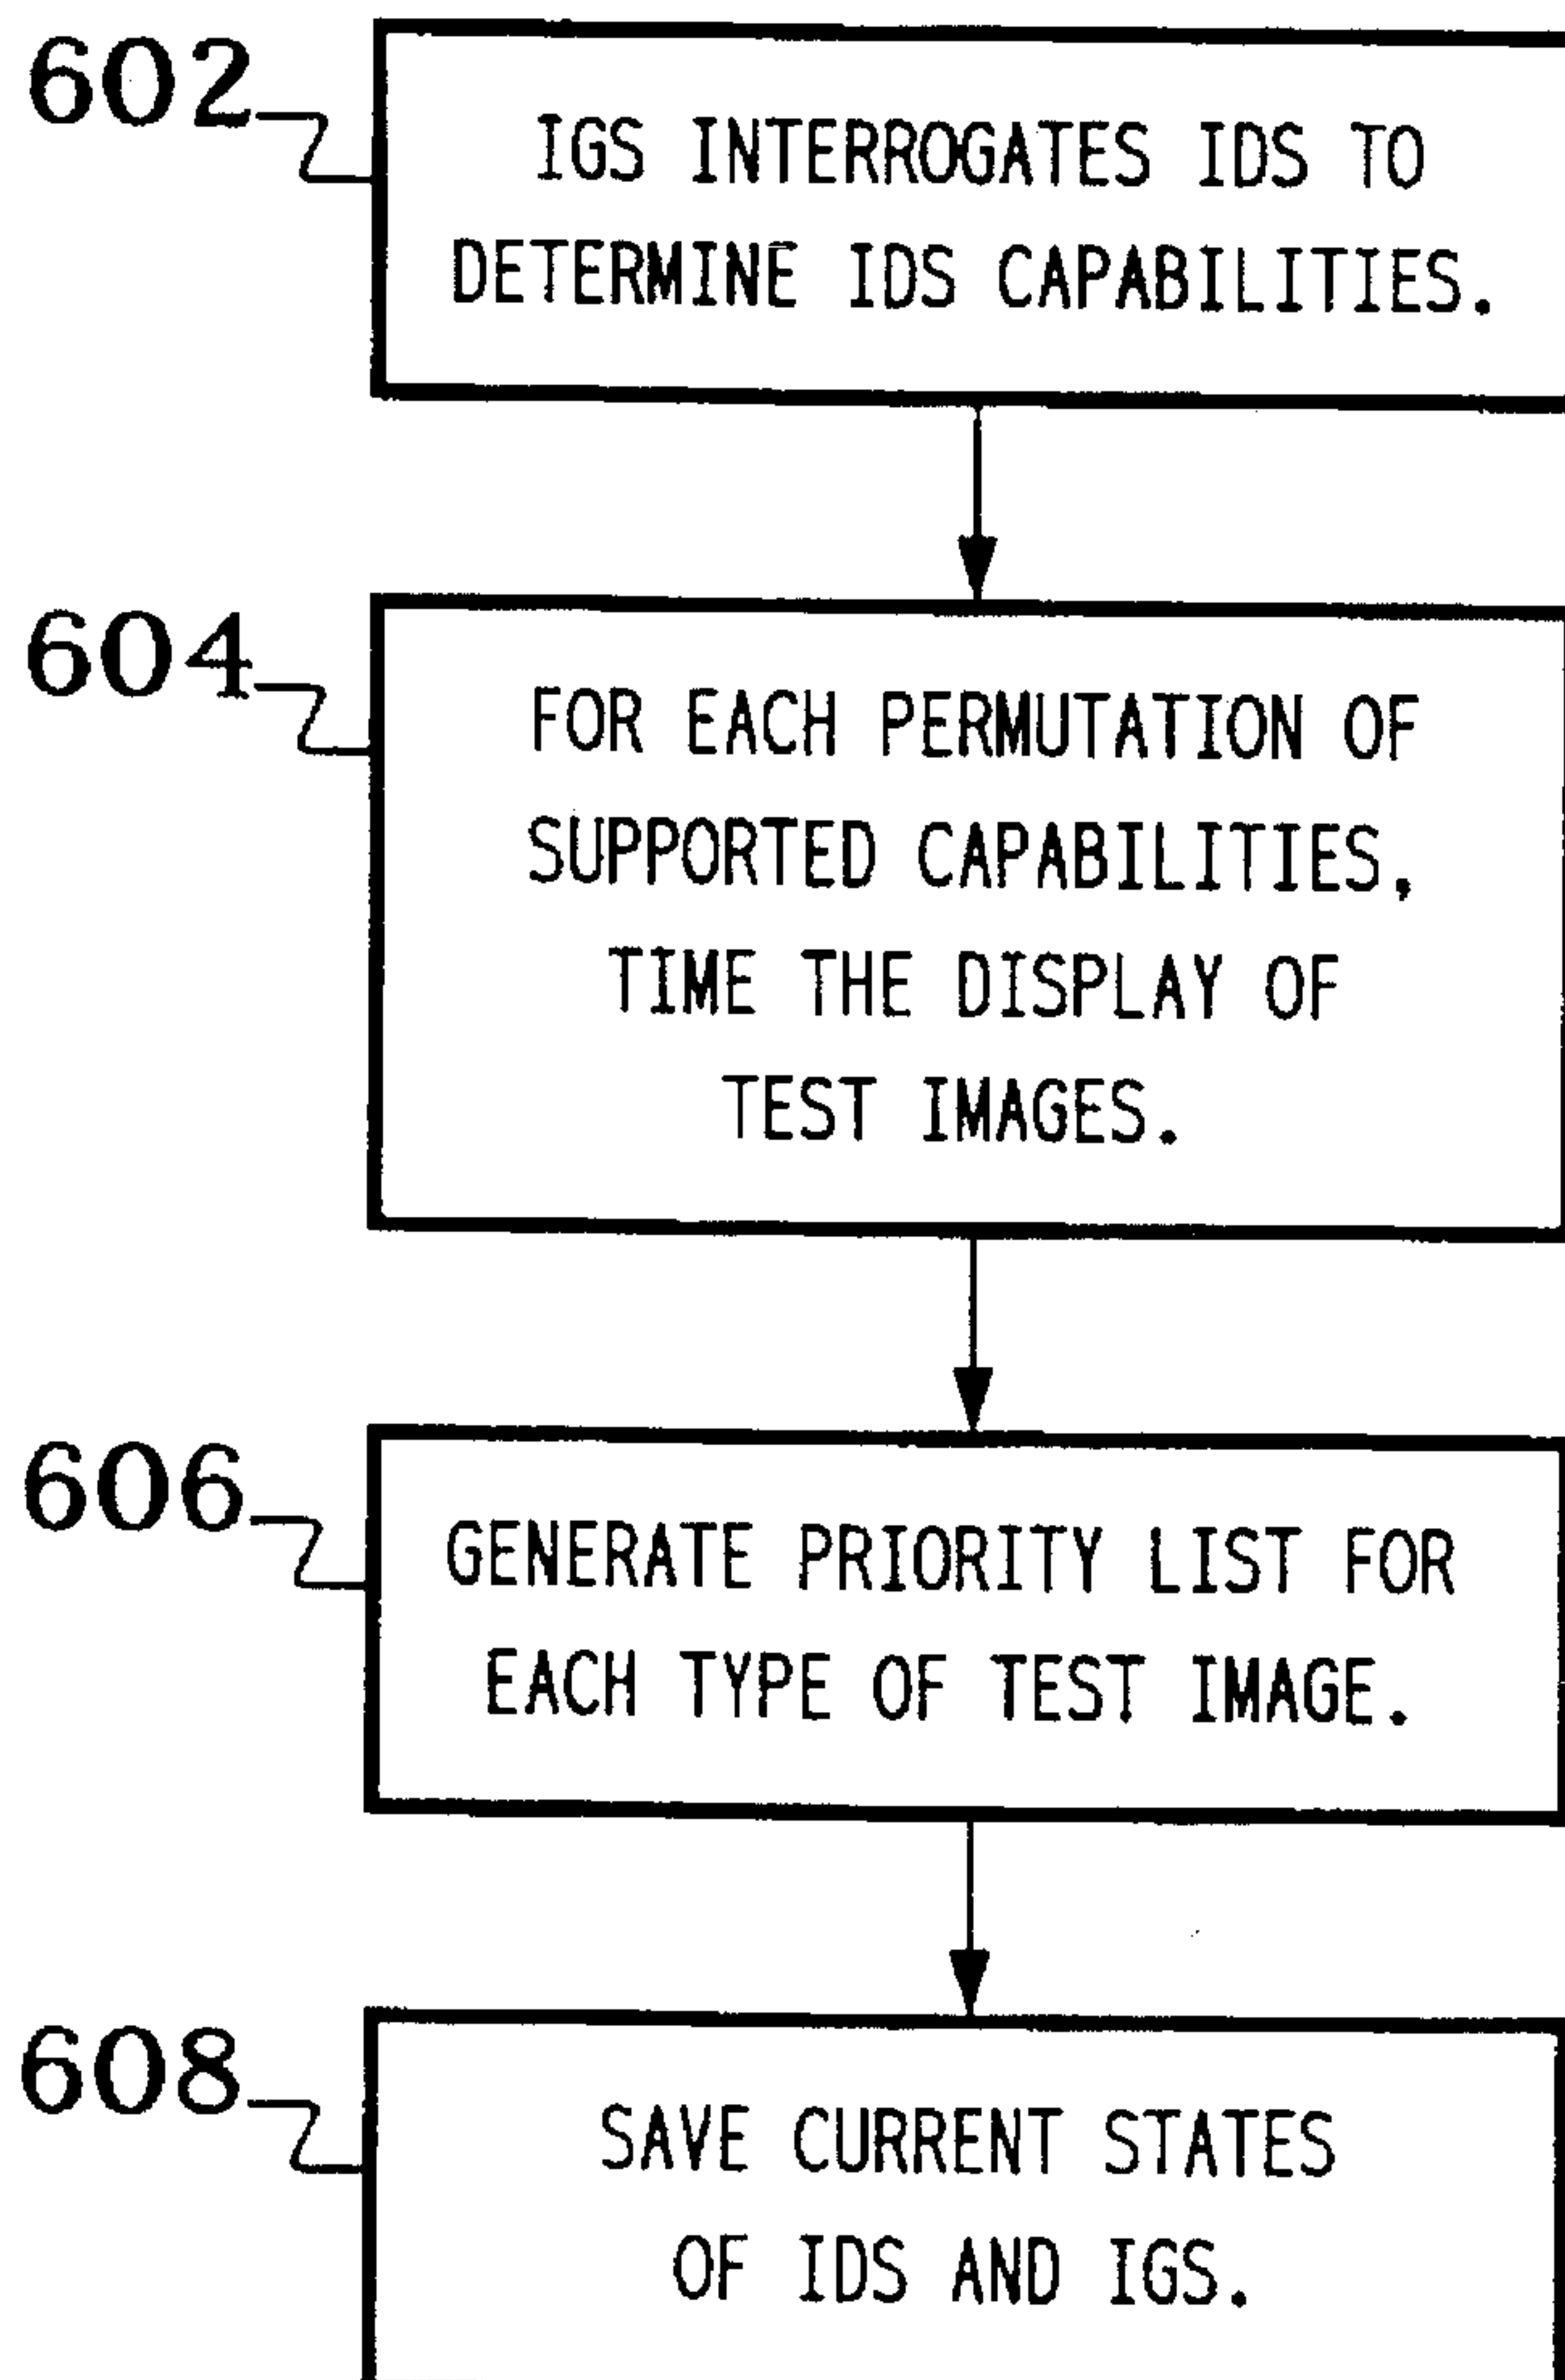 602
IGS INTERROGATES IDS TO
DETERMINE IDS CAPABILITIES.
604
FOR EACH PERMUTATION OF
SUPPORTED CAPABILITIES,
TIME THE DISPLAY OF
TEST IMAGES.
606
GENERATE PRIORITY LIST FOR
EACH TYPE OF TEST IMAGE.
608
SAVE CURRENT STATES
OF IDS AND IGS.